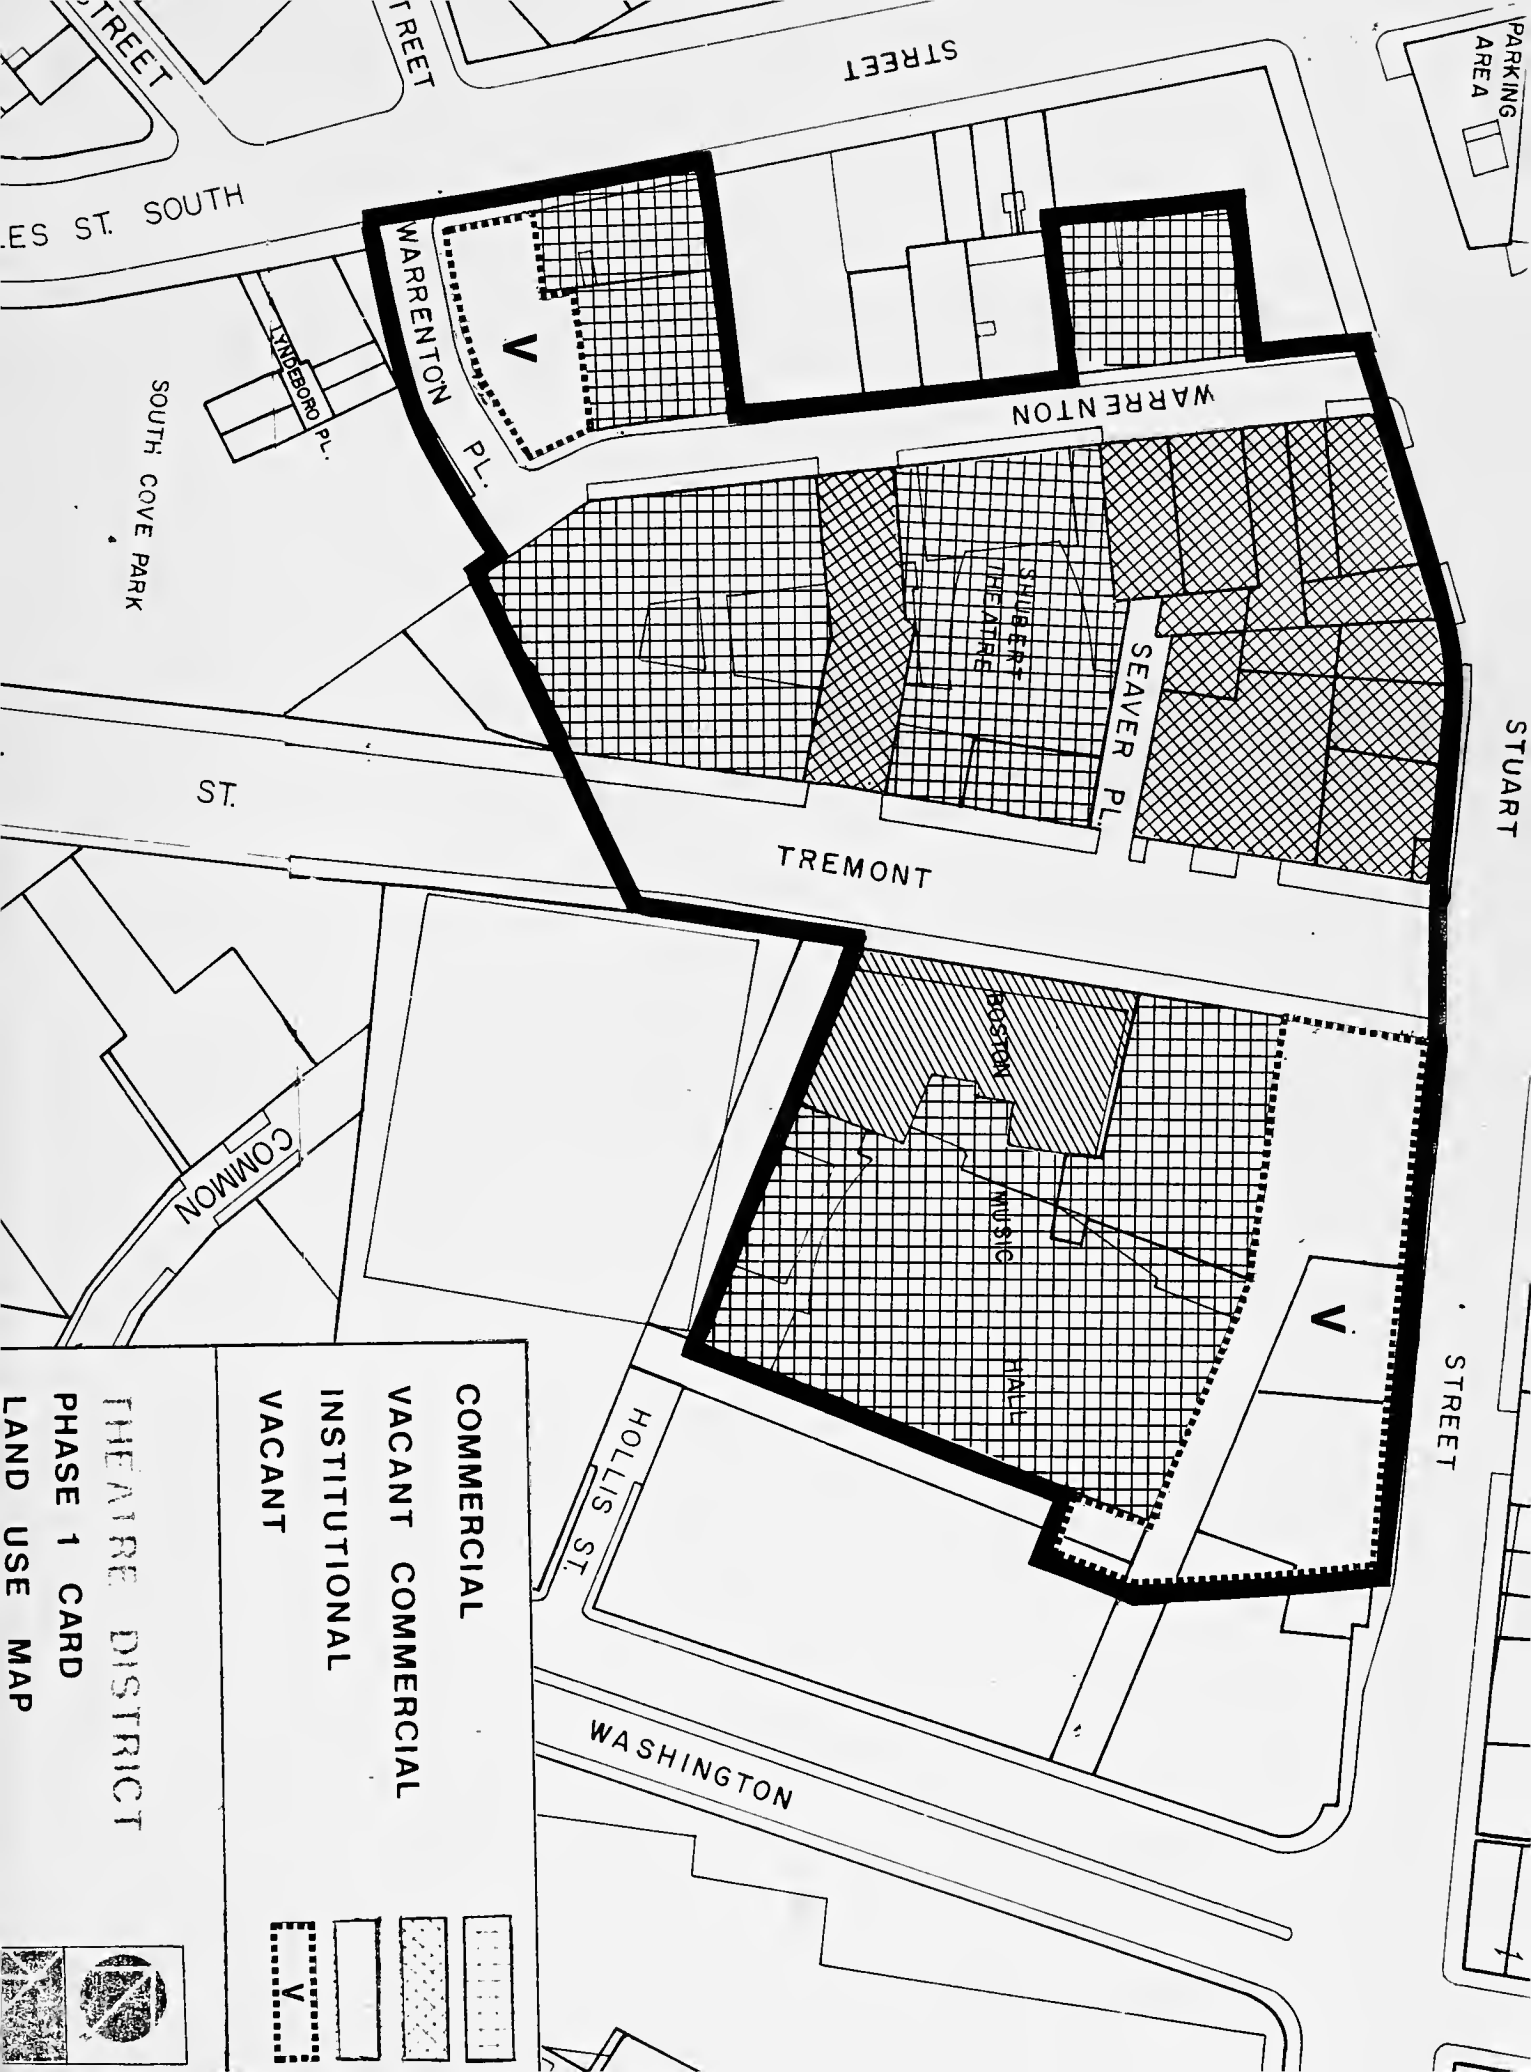 PARKING
AREA
STREET
TREET
STREET
LES ST. SOUTH
WARRENTON
PL.
V
LYNDEBORO PL.
SOUTH COVE PARK
WARRENTON
SHUBERT
THEATRE
SEAVER PL.
STUART
STREET
ST.
TREMONT
BOSTON
MUSIC
HALL
V
COMMON
HOLLIS ST.
WASHINGTON
COMMERCIAL
VACANT COMMERCIAL
INSTITUTIONAL
VACANT
V
THEATRE DISTRICT
PHASE 1 CARD
LAND USE MAP